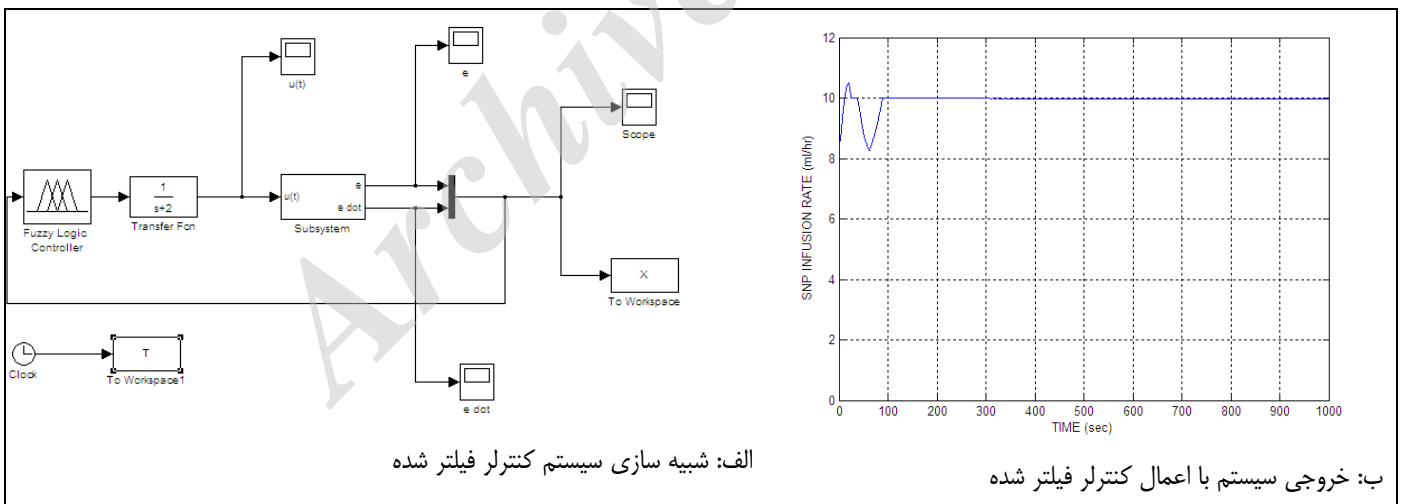 u(t)
e
Scope
Fuzzy Logic
Controller
1
s+2
Transfer Fcn
u(t)
e
e dot
Subsystem
X
To Workspace
Clock
T
To Workspace1
e dot
الف: شبیه سازی سیستم کنترلر فیلتر شده
SNP INFUSION RATE (ml/hr)
12
10
8
6
4
2
0
0 100 200 300 400 500 600 700 800 900 1000
TIME (sec)
ب: خروجی سیستم با اعمال کنترلر فیلتر شده
Archive